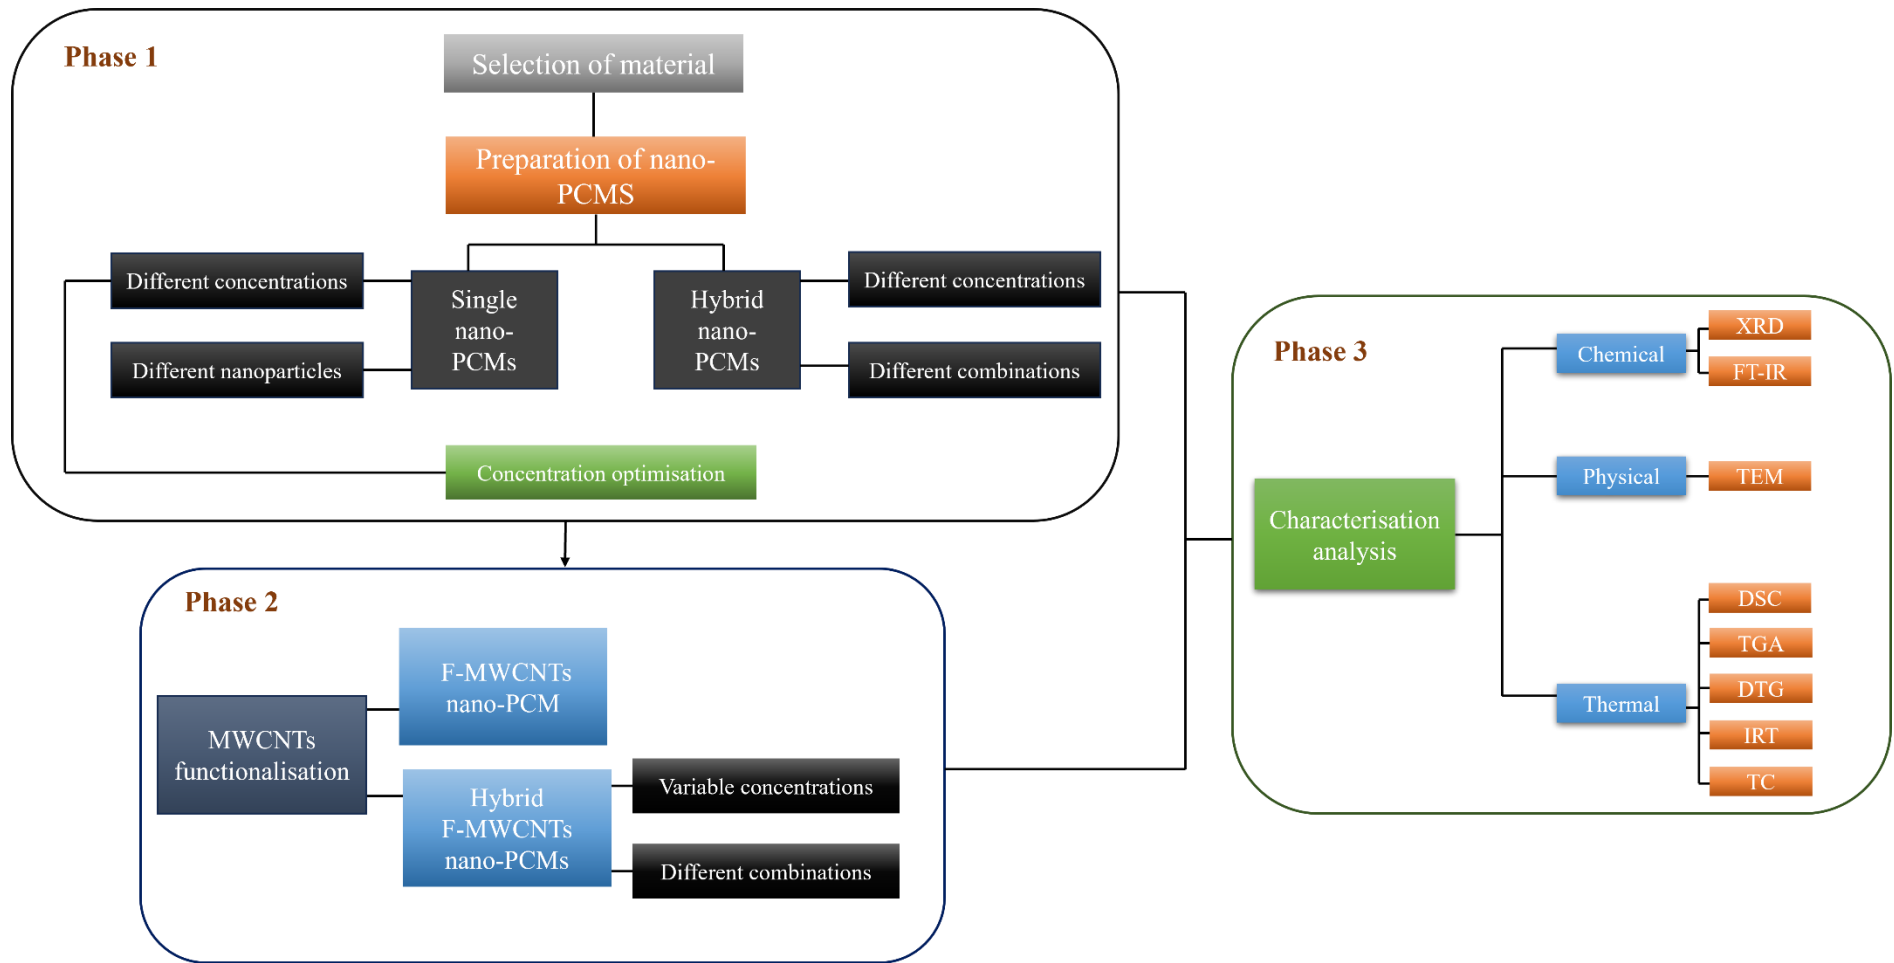 Phase 1
Selection of material
Preparation of nano-
PCMS
Different concentrations
Different nanoparticles
Single
nano-
PCMs
Hybrid
nano-
PCMs
Different concentrations
Different combinations
Concentration optimisation
Phase 2
MWCNTs
functionalisation
F-MWCNTs
nano-PCM
Hybrid
F-MWCNTs
nano-PCMs
Variable concentrations
Different combinations
Phase 3
Characterisation
analysis
Chemical
XRD
FT-IR
Physical
TEM
Thermal
DSC
TGA
DTG
IRT
TC